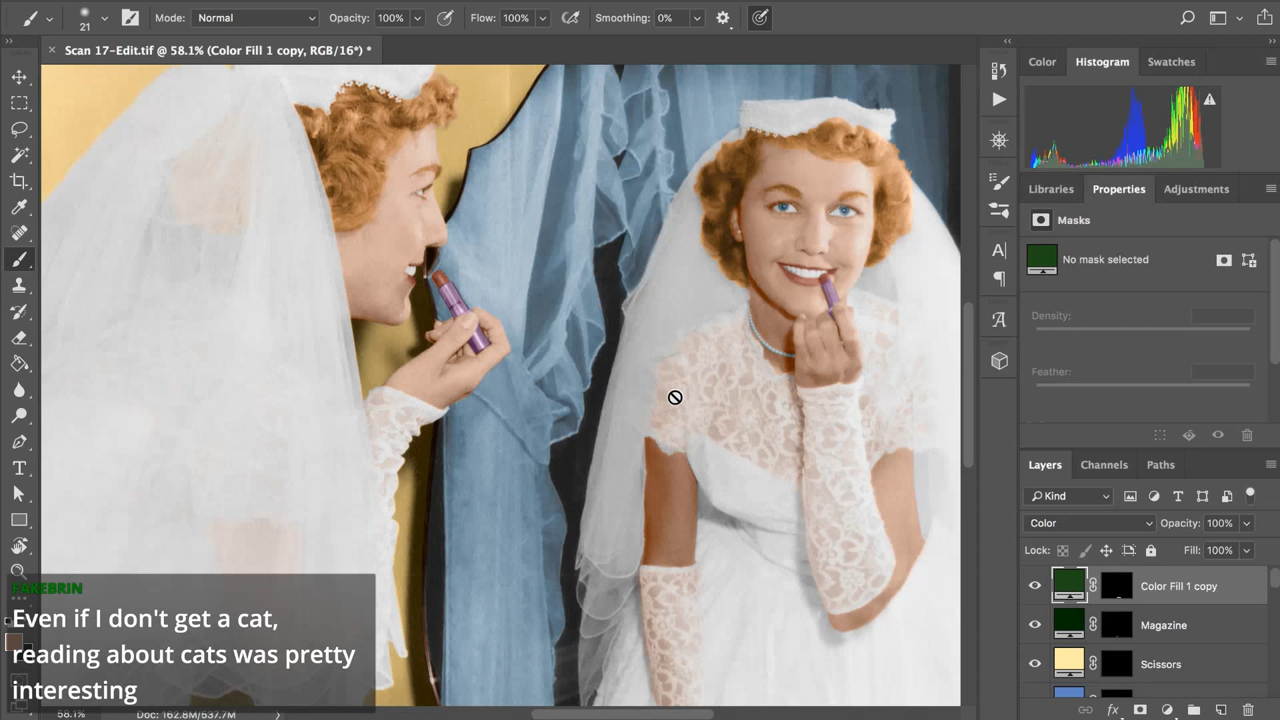 21
Mode: Normal
Opacity: 100%
Flow: 100%
Smoothing: 0%
Scan 17-Edit.tif @ 58.1% (Color Fill 1 copy, RGB/16*) *
Color
Histogram
Swatches
Libraries
Properties
Adjustments
Masks
No mask selected
Density:
Feather:
Layers
Channels
Paths
Kind
Color
Opacity: 100%
Lock:
Fill: 100%
Color Fill 1 copy
Magazine
Scissors
FAKEBRIN
Even if I don't get a cat,
reading about cats was pretty
interesting
58.1%
Doc: 162.8M/537.7M